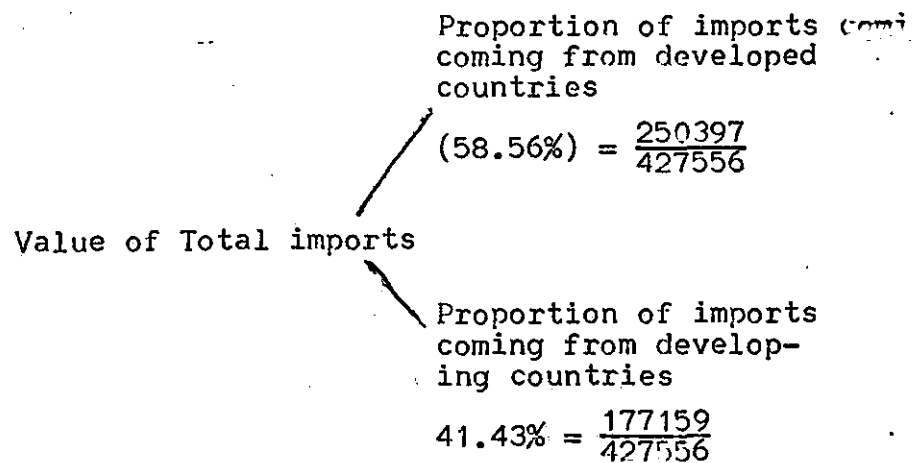 Proportion of imports
coming from developed
countries
(58.56%) = 250397
427556
Value of Total imports
Proportion of imports
coming from develop-
ing countries
41.43% = 177159
427556